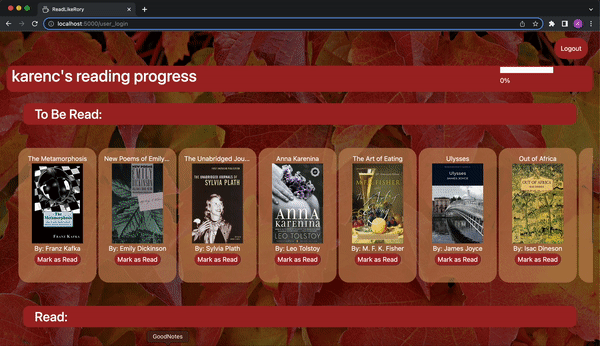 ReadLikeRory
localhost:5000/user_login
Logout
karenc's reading progress
0%
To Be Read:
The Metamorphosis
New Poems of Emily...
The Unabridged Jou...
Anna Karenina
The Art of Eating
Ulysses
Out of Africa
THE UNABRIDGED JOURNALS OF
SYLVIA PLATH
ANNA
KARENINA
LEO TOLSTOY
OUT OF AFRICA
The
Metamorphosis
FRANZ KAFKA
By: Franz Kafka
By: Emily Dickinson
By: Sylvia Plath
By: Leo Tolstoy
By: M. F. K. Fisher
By: James Joyce
By: Isac Dineson
Mark as Read
Mark as Read
Mark as Read
Mark as Read
Mark as Read
Mark as Read
Mark as Read
Read:
GoodNotes